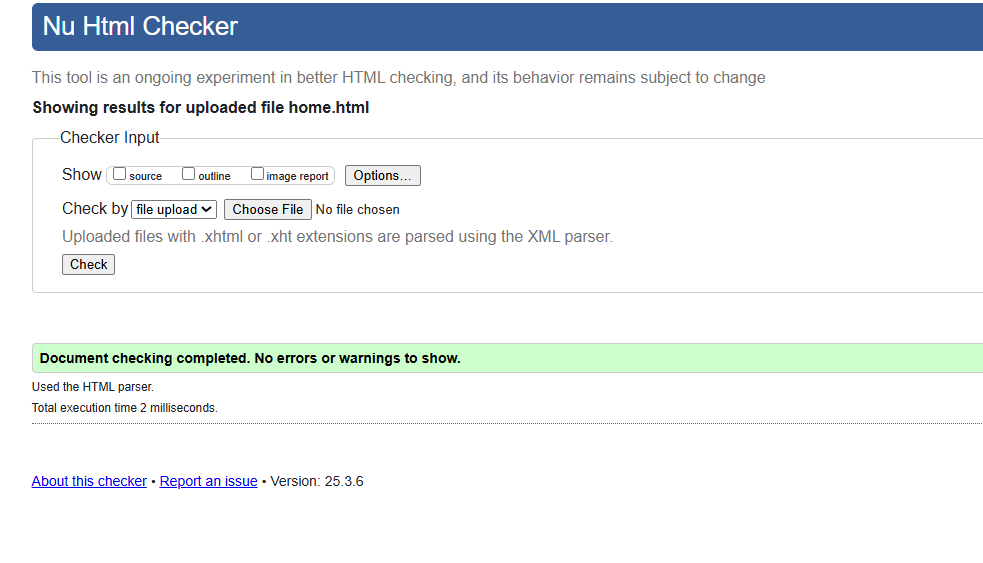 Nu Html Checker
This tool is an ongoing experiment in better HTML checking, and its behavior remains subject to change
Showing results for uploaded file home.html
Checker Input
Show source outline image report Options...
Check by file upload Choose File No file chosen
Uploaded files with .xhtml or .xht extensions are parsed using the XML parser.
Check
Document checking completed. No errors or warnings to show.
Used the HTML parser.
Total execution time 2 milliseconds.
About this checker • Report an issue • Version: 25.3.6